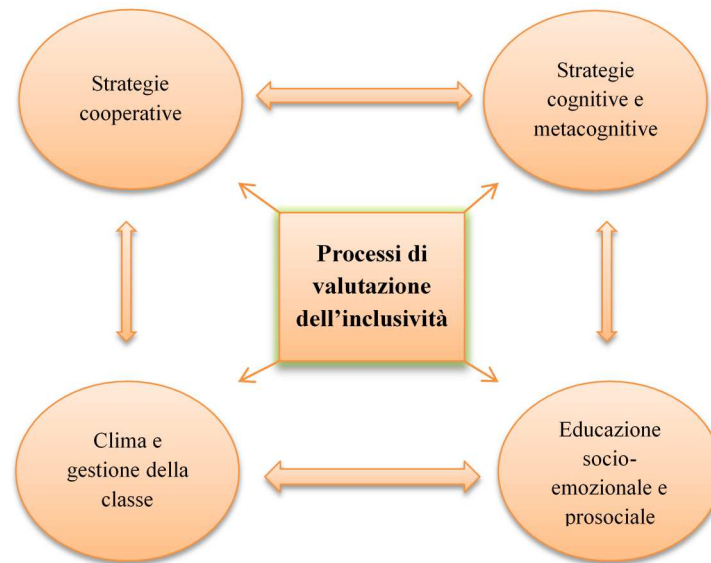 Strategie
cooperative
Strategie
cognitive e
metacognitive
Processi di
valutazione
dell’inclusività
Clima e
gestione della
classe
Educazione
socio-
emozionale e
prosociale